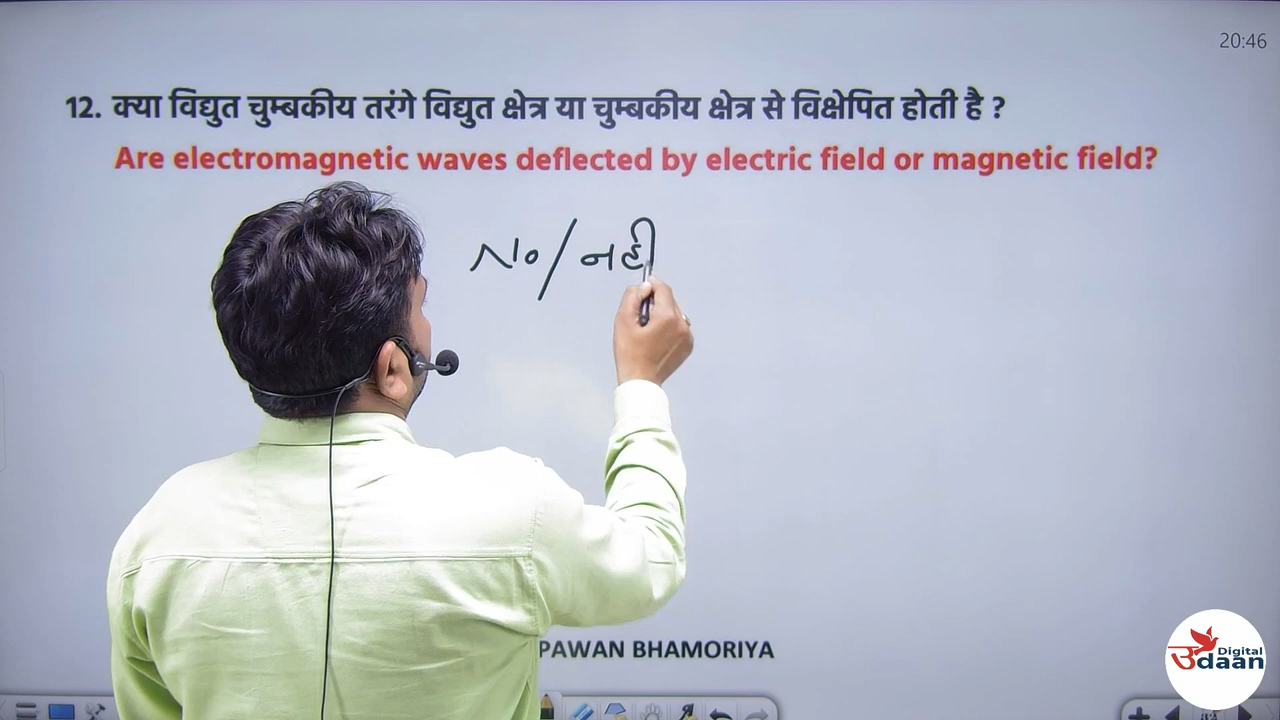 20:46
12. क्या विद्युत चुम्बकीय तरंगे विद्युत क्षेत्र या चुम्बकीय क्षेत्र से विक्षेपित होती है ?
Are electromagnetic waves deflected by electric field or magnetic field?
No/नही
PAWAN BHAMORIYA
Digital
उdaan